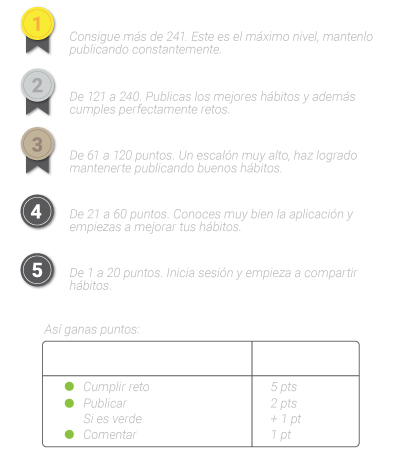 1
Consigue más de 241. Este es el máximo nivel, mantenlo
publicando constantemente.
2
De 121 a 240. Publicas los mejores hábitos y además
cumples perfectamente retos.
3
De 61 a 120 puntos. Un escalón muy alto, haz logrado
mantenerte publicando buenos hábitos.
4
De 21 a 60 puntos. Conoces muy bien la aplicación y
empiezas a mejorar tus hábitos.
5
De 1 a 20 puntos. Inicia sesión y empieza a compartir
hábitos.
Así ganas puntos:
Cumplir reto 5 pts
Publicar 2 pts
Si es verde + 1 pt
Comentar 1 pt